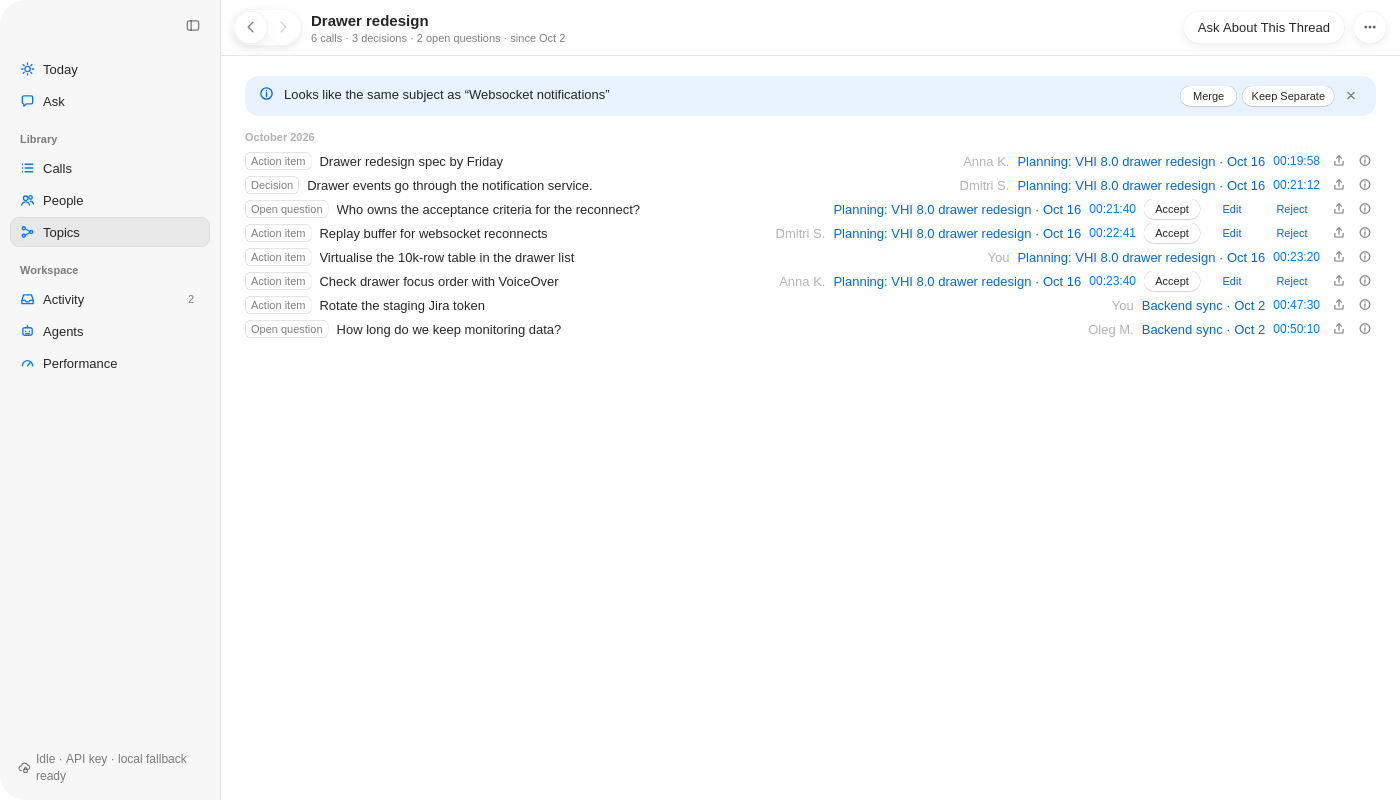 Drawer redesign
6 calls · 3 decisions · 2 open questions · since Oct 2
Ask About This Thread
Today
Ask
Library
Calls
People
Topics
Workspace
Activity 2
Agents
Performance
Idle · API key · local fallback
ready
Looks like the same subject as “Websocket notifications” Merge Keep Separate
October 2026
Action item Drawer redesign spec by Friday Anna K. Planning: VHI 8.0 drawer redesign · Oct 16 00:19:58
Decision Drawer events go through the notification service. Dmitri S. Planning: VHI 8.0 drawer redesign · Oct 16 00:21:12
Open question Who owns the acceptance criteria for the reconnect? Planning: VHI 8.0 drawer redesign · Oct 16 00:21:40 Accept Edit Reject
Action item Replay buffer for websocket reconnects Dmitri S. Planning: VHI 8.0 drawer redesign · Oct 16 00:22:41 Accept Edit Reject
Action item Virtualise the 10k-row table in the drawer list You Planning: VHI 8.0 drawer redesign · Oct 16 00:23:20
Action item Check drawer focus order with VoiceOver Anna K. Planning: VHI 8.0 drawer redesign · Oct 16 00:23:40 Accept Edit Reject
Action item Rotate the staging Jira token You Backend sync · Oct 2 00:47:30
Open question How long do we keep monitoring data? Oleg M. Backend sync · Oct 2 00:50:10